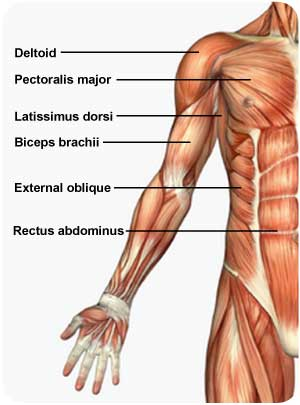 Deltoid
Pectoralis major
Latissimus dorsi
Biceps brachii
External oblique
Rectus abdominus